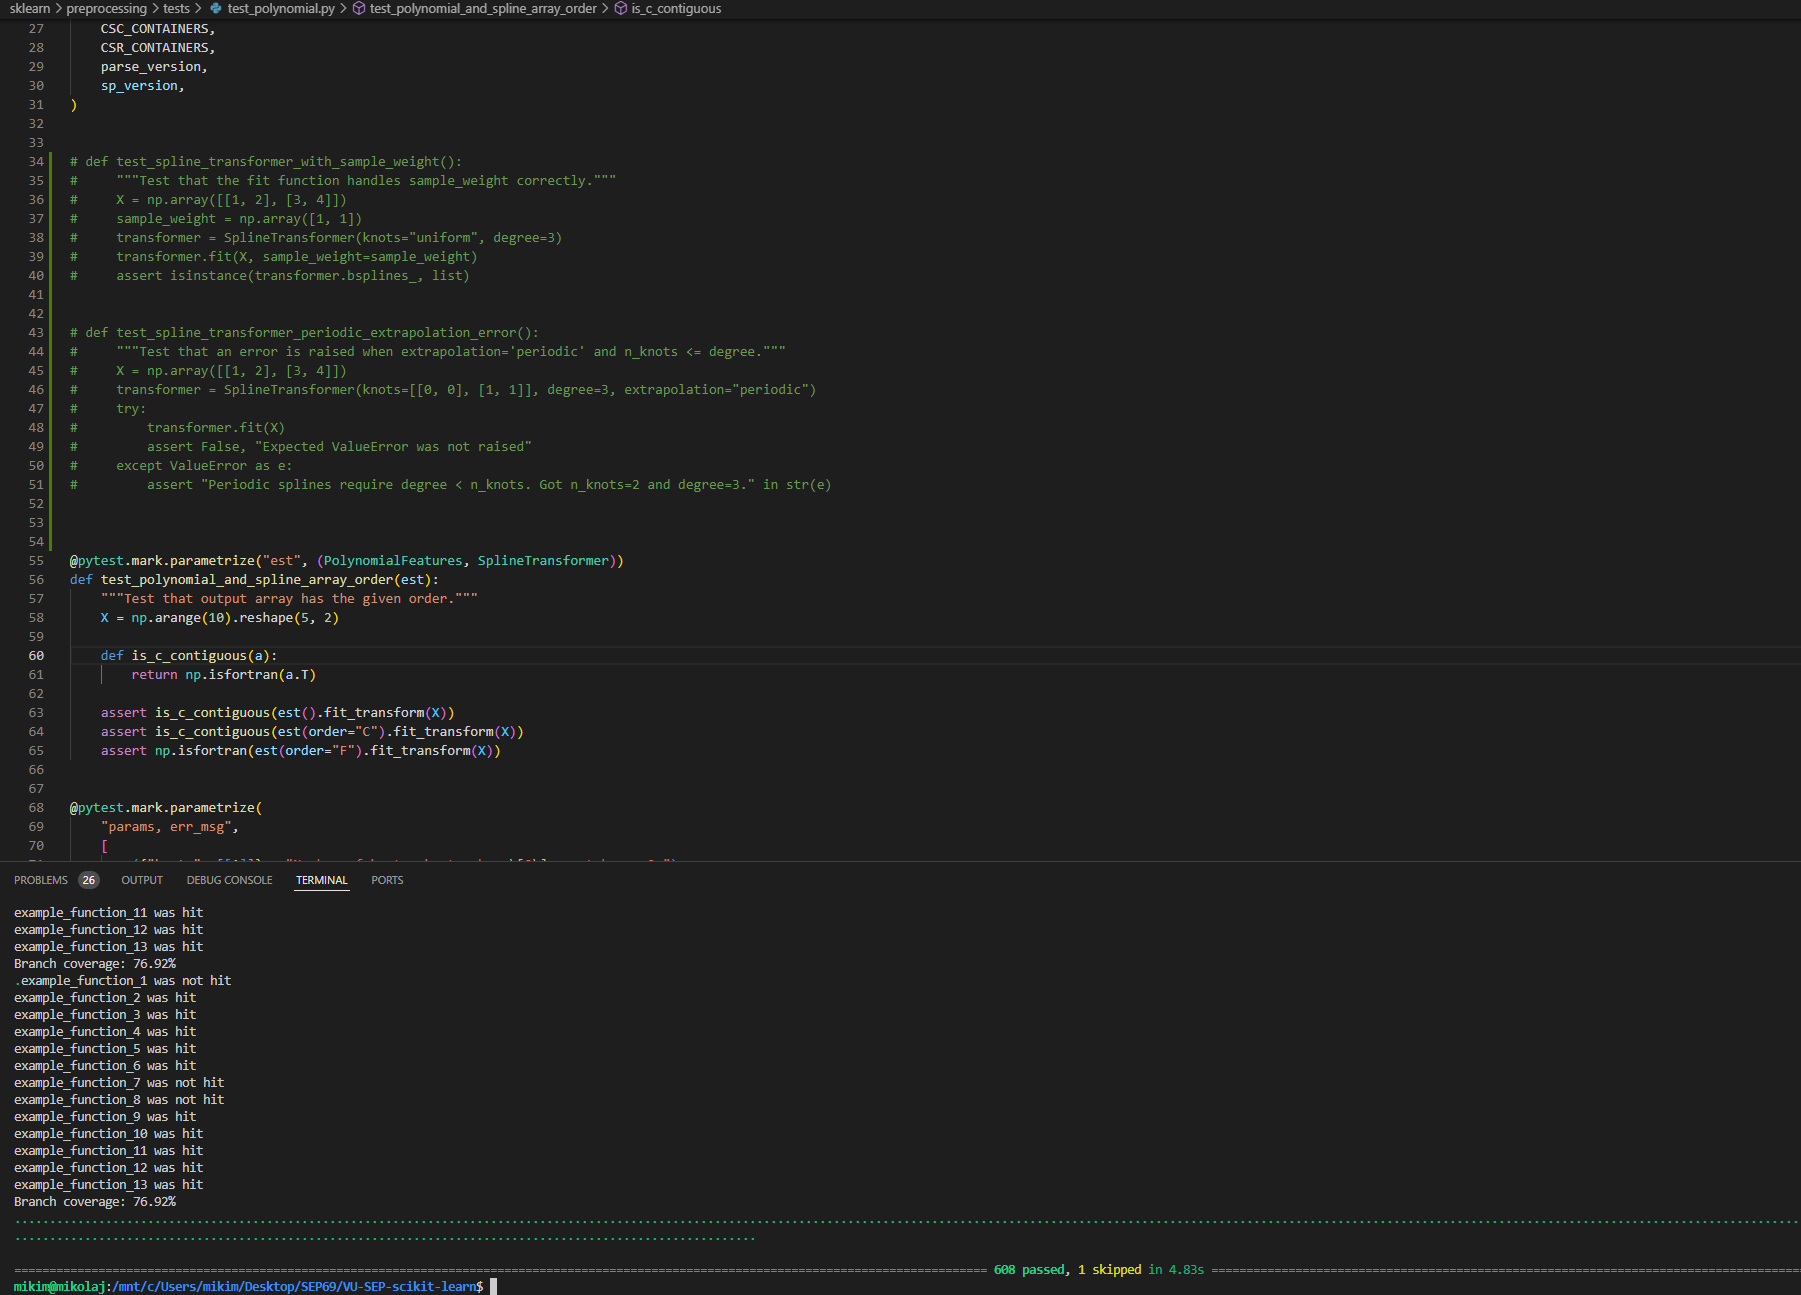 sklearn > preprocessing > tests > test_polynomial.py > test_polynomial_and_spline_array_order > is_c_contiguous
27     CSC_CONTAINERS,
28     CSR_CONTAINERS,
29     parse_version,
30     sp_version,
31 )
32
33
34 # def test_spline_transformer_with_sample_weight():
35 #     """Test that the fit function handles sample_weight correctly."""
36 #     X = np.array([[1, 2], [3, 4]])
37 #     sample_weight = np.array([1, 1])
38 #     transformer = SplineTransformer(knots="uniform", degree=3)
39 #     transformer.fit(X, sample_weight=sample_weight)
40 #     assert isinstance(transformer.bsplines_, list)
41
42
43 # def test_spline_transformer_periodic_extrapolation_error():
44 #     """Test that an error is raised when extrapolation='periodic' and n_knots <= degree."""
45 #     X = np.array([[1, 2], [3, 4]])
46 #     transformer = SplineTransformer(knots=[[0, 0], [1, 1]], degree=3, extrapolation="periodic")
47 #     try:
48 #         transformer.fit(X)
49 #         assert False, "Expected ValueError was not raised"
50 #     except ValueError as e:
51 #         assert "Periodic splines require degree < n_knots. Got n_knots=2 and degree=3." in str(e)
52
53
54
55 @pytest.mark.parametrize("est", (PolynomialFeatures, SplineTransformer))
56 def test_polynomial_and_spline_array_order(est):
57     """Test that output array has the given order."""
58     X = np.arange(10).reshape(5, 2)
59
60     def is_c_contiguous(a):
61         return np.isfortran(a.T)
62
63     assert is_c_contiguous(est().fit_transform(X))
64     assert is_c_contiguous(est(order="C").fit_transform(X))
65     assert np.isfortran(est(order="F").fit_transform(X))
66
67
68 @pytest.mark.parametrize(
69     "params, err_msg",
70     [
PROBLEMS 26 OUTPUT DEBUG CONSOLE TERMINAL PORTS
example_function_11 was hit
example_function_12 was hit
example_function_13 was hit
Branch coverage: 76.92%
.example_function_1 was not hit
example_function_2 was hit
example_function_3 was hit
example_function_4 was hit
example_function_5 was hit
example_function_6 was hit
example_function_7 was not hit
example_function_8 was not hit
example_function_9 was hit
example_function_10 was hit
example_function_11 was hit
example_function_12 was hit
example_function_13 was hit
Branch coverage: 76.92%
608 passed, 1 skipped in 4.83s
mikim@mikolaj:/mnt/c/Users/mikim/Desktop/SEP69/VU-SEP-scikit-learn$